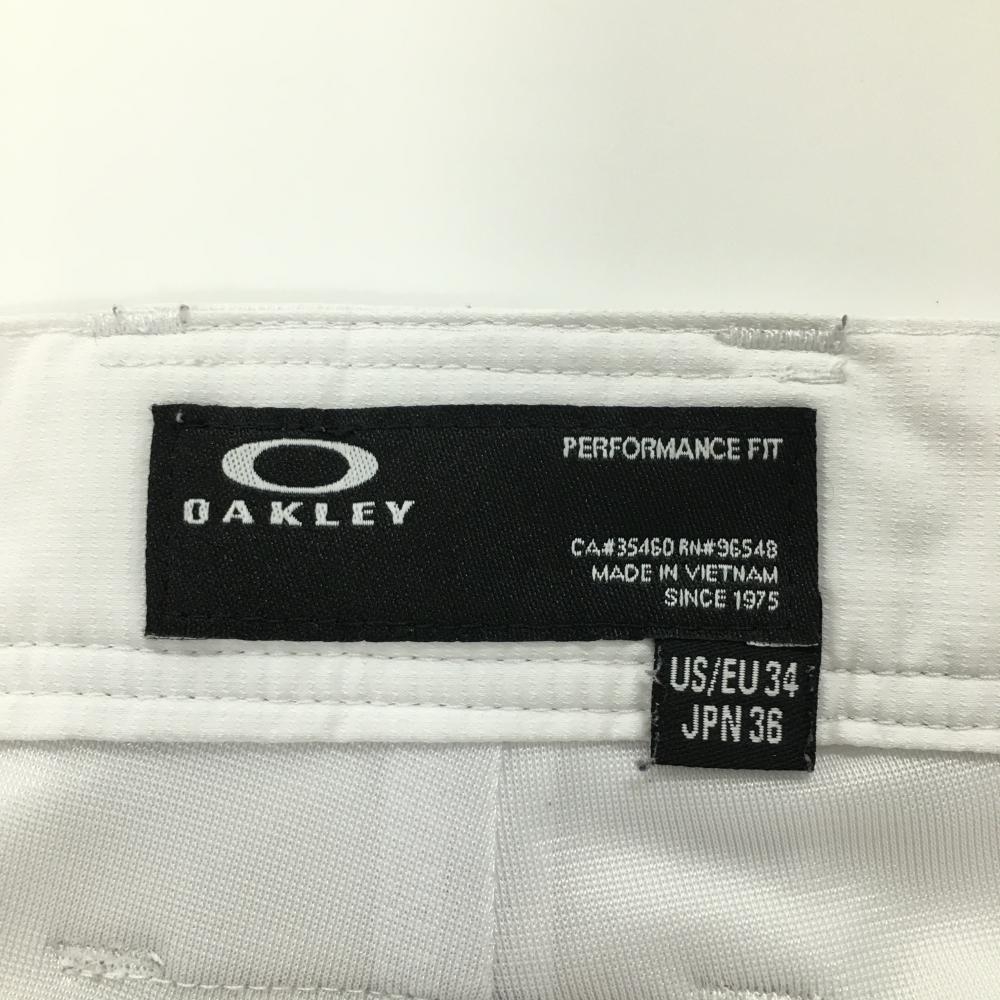 OAKLEY
PERFORMANCE FIT
CA#35460 RN#96548
MADE IN VIETNAM
SINCE 1975
US/EU 34
JPN 36